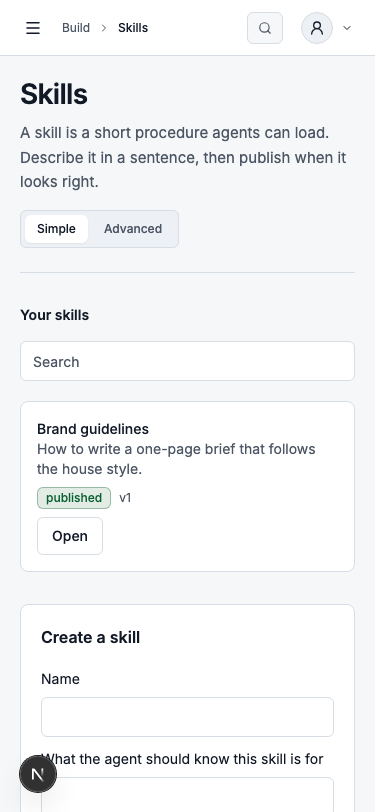 Build > Skills
Skills
A skill is a short procedure agents can load.
Describe it in a sentence, then publish when it
looks right.
Simple Advanced
Your skills
Search
Brand guidelines
How to write a one-page brief that follows
the house style.
published v1
Open
Create a skill
Name
What the agent should know this skill is for
N